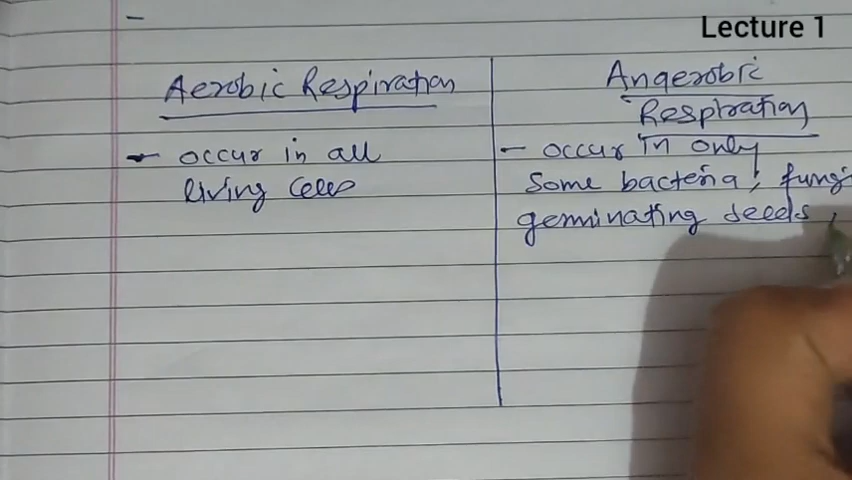 Lecture 1
Aerobic Respiration
- occur in all
living cells
Anaerobic
Respiration
- occur in only
Some bacteria, fungi
germinating seeds,